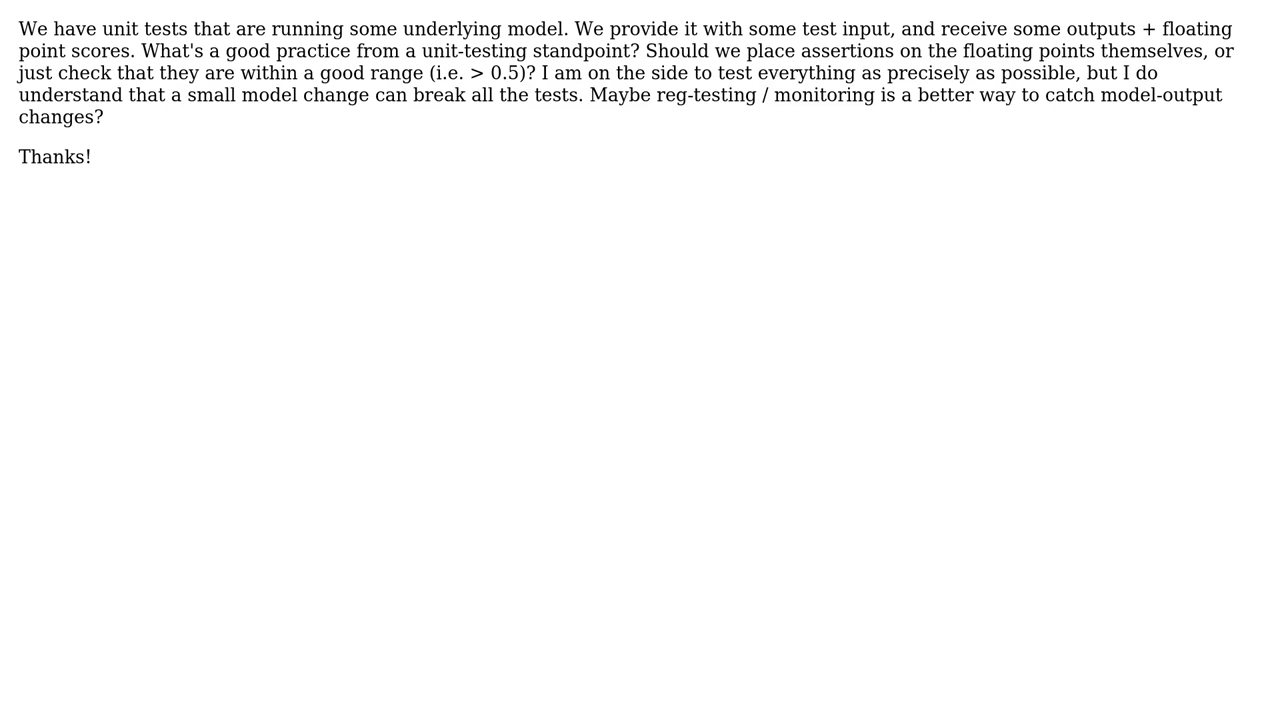 We have unit tests that are running some underlying model. We provide it with some test input, and receive some outputs + floating
point scores. What's a good practice from a unit-testing standpoint? Should we place assertions on the floating points themselves, or
just check that they are within a good range (i.e. > 0.5)? I am on the side to test everything as precisely as possible, but I do
understand that a small model change can break all the tests. Maybe reg-testing / monitoring is a better way to catch model-output
changes?
Thanks!